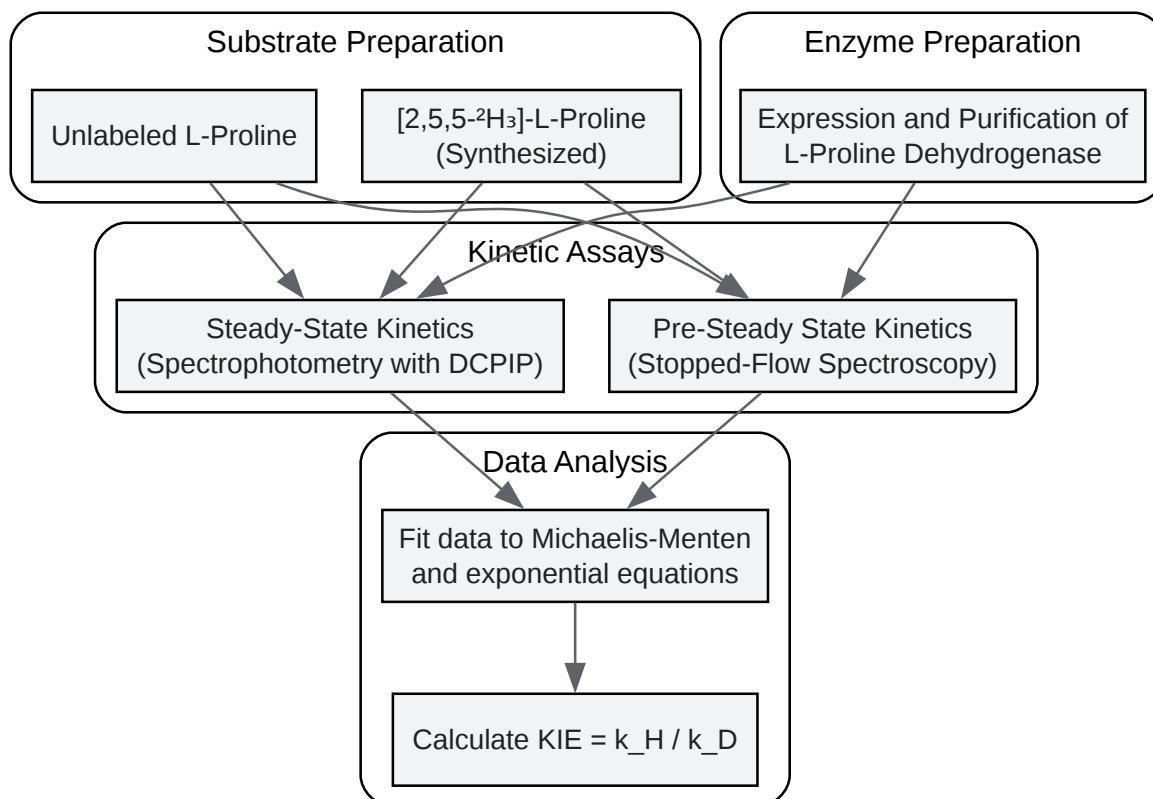 Substrate Preparation
Enzyme Preparation
Unlabeled L-Proline
[2,5,5-²H₃]-L-Proline
(Synthesized)
Expression and Purification of
L-Proline Dehydrogenase
Kinetic Assays
Steady-State Kinetics
(Spectrophotometry with DCPIP)
Pre-Steady State Kinetics
(Stopped-Flow Spectroscopy)
Data Analysis
Fit data to Michaelis-Menten
and exponential equations
Calculate KIE = k_H / k_D